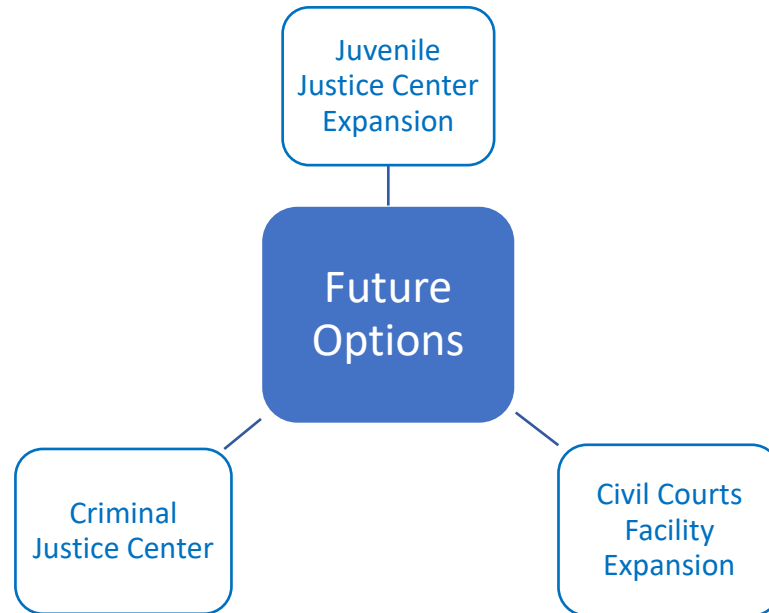 Juvenile
Justice Center
Expansion
Future
Options
Criminal
Justice Center
Civil Courts
Facility
Expansion